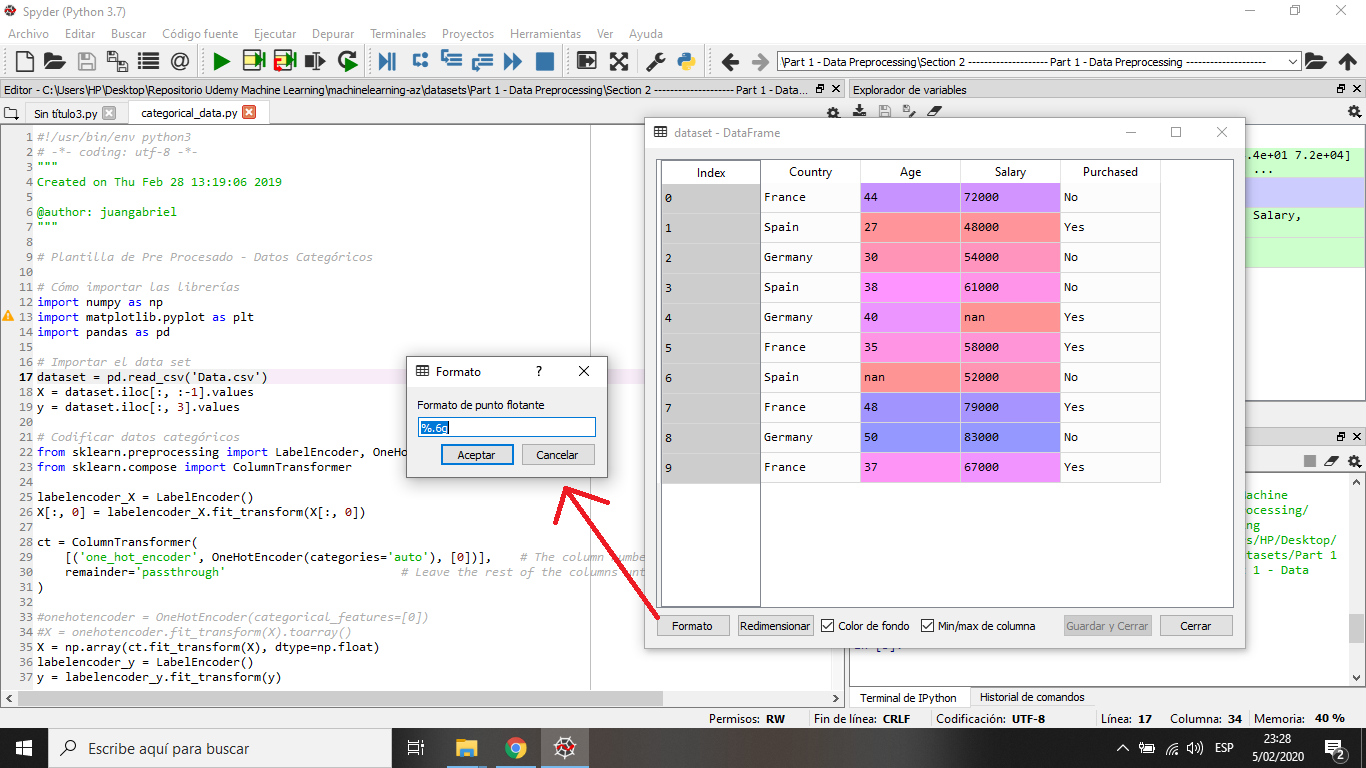 Spyder (Python 3.7)
Archivo Editar Buscar Código fuente Ejecutar Depurar Terminales Proyectos Herramientas Ver Ayuda
\Part 1 - Data Preprocessing\Section 2 -------------------- Part 1 - Data Preprocessing --------------------
Editor - C:\Users\HP\Desktop\Repositorio Udemy Machine Learning\machinelearning-az\datasets\Part 1 - Data Preprocessing\Section 2 -------------------- Part 1 - Data...
Explorador de variables
Sin título3.py categorical_data.py
1 #!/usr/bin/env python3
2 # -*- coding: utf-8 -*-
3 """
4 Created on Thu Feb 28 13:19:06 2019
5
6 @author: juangabriel
7 """
8
9 # Plantilla de Pre Procesado - Datos Categóricos
10
11 # Cómo importar las librerías
12 import numpy as np
13 import matplotlib.pyplot as plt
14 import pandas as pd
15
16 # Importar el data set
17 dataset = pd.read_csv('Data.csv')
18 X = dataset.iloc[:, :-1].values
19 y = dataset.iloc[:, 3].values
20
21 # Codificar datos categóricos
22 from sklearn.preprocessing import LabelEncoder, OneHo
23 from sklearn.compose import ColumnTransformer
24
25 labelencoder_X = LabelEncoder()
26 X[:, 0] = labelencoder_X.fit_transform(X[:, 0])
27
28 ct = ColumnTransformer(
29 [('one_hot_encoder', OneHotEncoder(categories='auto'), [0])], # The column numbe
30 remainder='passthrough' # Leave the rest of the columns unt
31 )
32
33 #onehotencoder = OneHotEncoder(categorical_features=[0])
34 #X = onehotencoder.fit_transform(X).toarray()
35 X = np.array(ct.fit_transform(X), dtype=np.float)
36 labelencoder_y = LabelEncoder()
37 y = labelencoder_y.fit_transform(y)
Formato ?
Formato de punto flotante
%.6g
Aceptar Cancelar
dataset - DataFrame
Index Country Age Salary Purchased
0 France 44 72000 No
1 Spain 27 48000 Yes
2 Germany 30 54000 No
3 Spain 38 61000 No
4 Germany 40 nan Yes
5 France 35 58000 Yes
6 Spain nan 52000 No
7 France 48 79000 Yes
8 Germany 50 83000 No
9 France 37 67000 Yes
Formato Redimensionar Color de fondo Min/max de columna Guardar y Cerrar Cerrar
.4e+01 7.2e+04]
...
Salary,
achine
ocessing/
ng
s/HP/Desktop/
tasets/Part 1
1 - Data
Terminal de IPython Historial de comandos
Permisos: RW Fin de línea: CRLF Codificación: UTF-8 Línea: 17 Columna: 34 Memoria: 40 %
Escribe aquí para buscar
ESP
23:28
5/02/2020
2